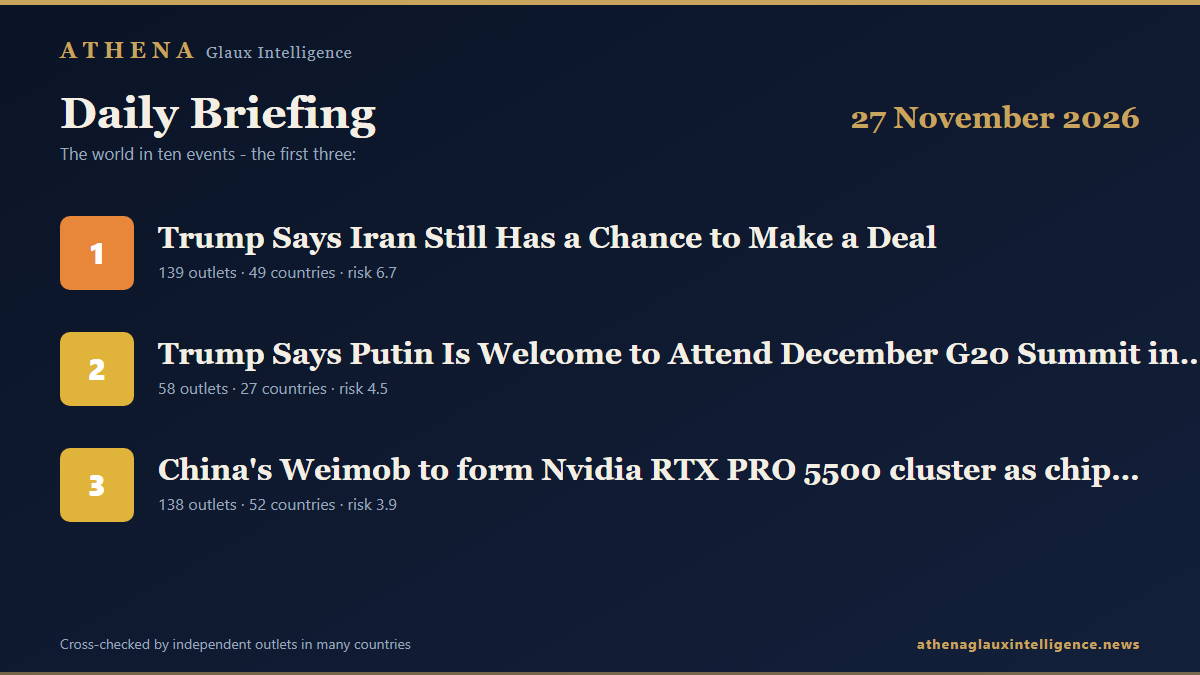 ATHENA Glaux Intelligence
Daily Briefing
27 November 2026
The world in ten events - the first three:
1
Trump Says Iran Still Has a Chance to Make a Deal
139 outlets · 49 countries · risk 6.7
2
Trump Says Putin Is Welcome to Attend December G20 Summit in...
58 outlets · 27 countries · risk 4.5
3
China's Weimob to form Nvidia RTX PRO 5500 cluster as chip...
138 outlets · 52 countries · risk 3.9
Cross-checked by independent outlets in many countries
athenaglauxintelligence.news